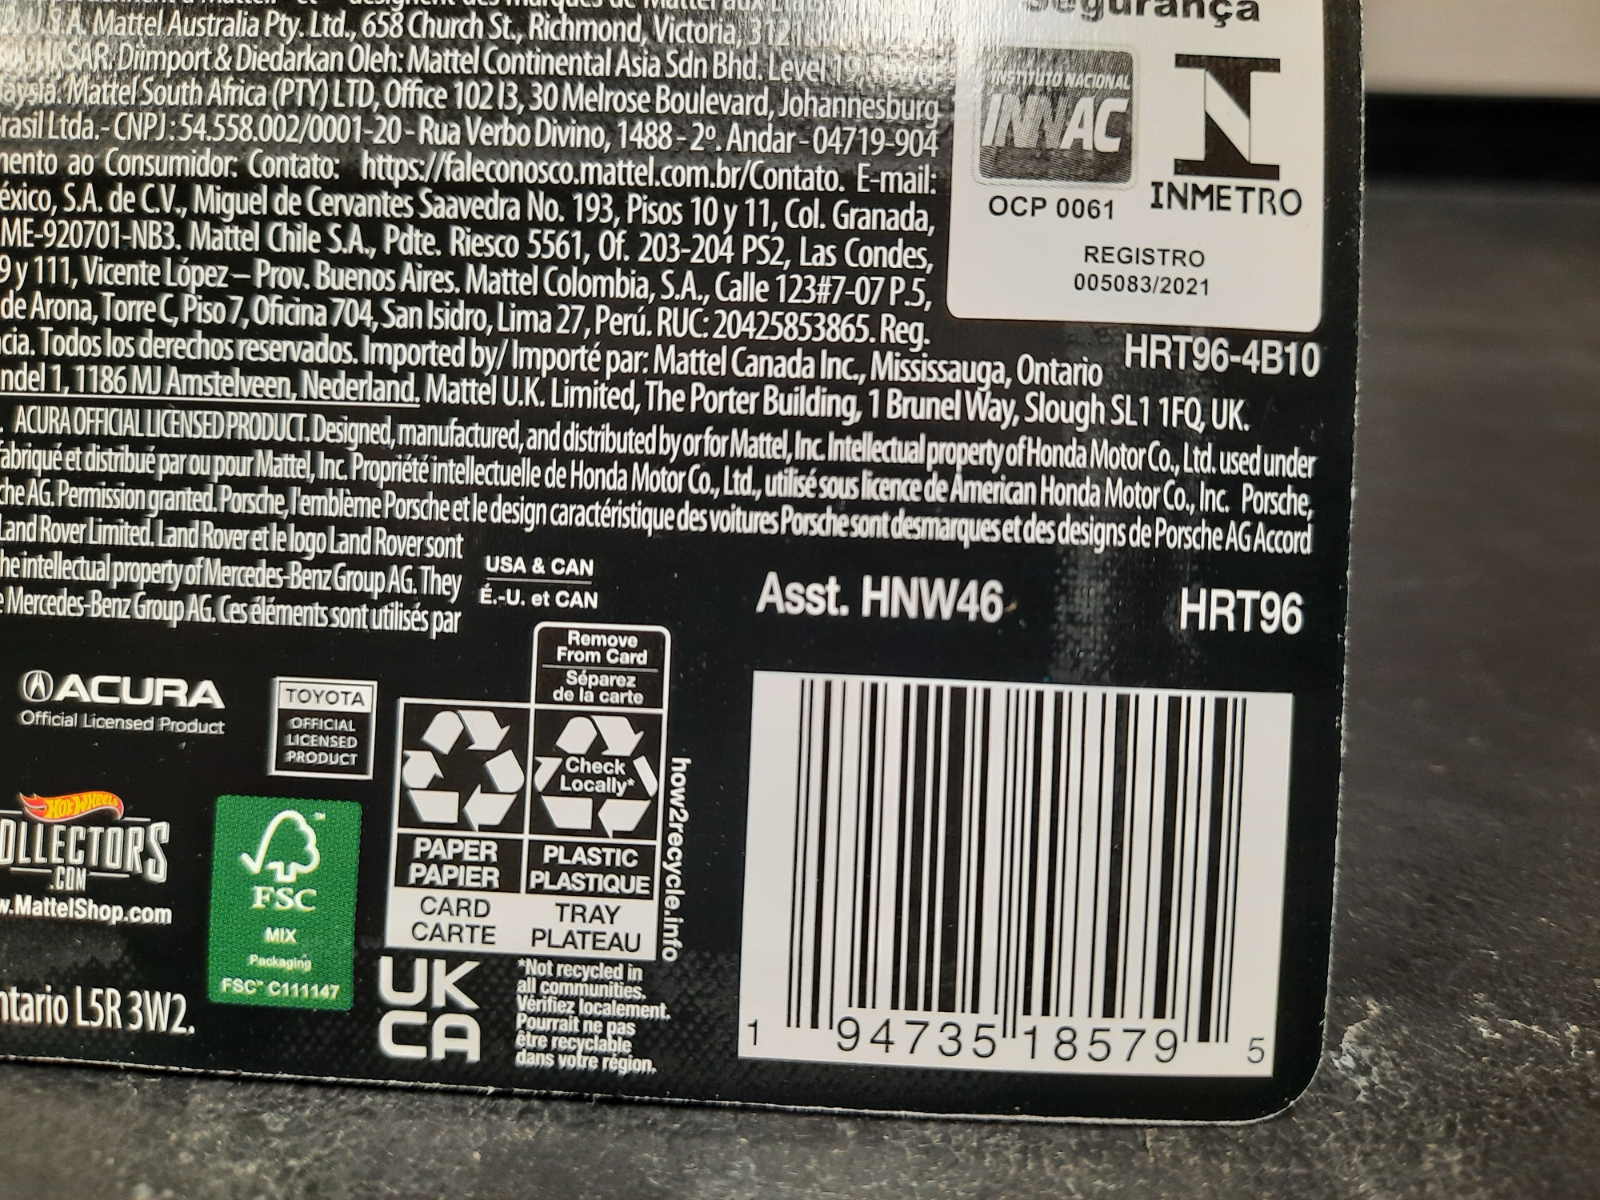 Segurança
U.S.A. Mattel Australia Pty. Ltd., 658 Church St., Richmond, Victoria, 312
Diimport & Diedarkan Oleh: Mattel Continental Asia Sdn Bhd. Level 19,
Mattel South Africa (PTY) LTD, Office 102 I3, 30 Melrose Boulevard, Johannesburg
rasil Ltda.- CNPJ: 54.558.002/0001-20 - Rua Verbo Divino, 1488 - 2º. Andar - 04719-904
mento ao Consumidor: Contato: https://faleconosco.mattel.com.br/Contato. E-mail:
éxico, S.A. de C.V., Miguel de Cervantes Saavedra No. 193, Pisos 10 y 11, Col. Granada,
ME-920701-NB3. Mattel Chile S.A., Pdte. Riesco 5561, Of. 203-204 PS2, Las Condes,
9 y 111, Vicente López – Prov. Buenos Aires. Mattel Colombia, S.A., Calle 123#7-07 P.5,
de Arona, Torre C, Piso 7, Oficina 704, San Isidro, Lima 27, Perú. RUC: 20425853865. Reg.
cia. Todos los derechos reservados. Imported by/ Importé par: Mattel Canada Inc., Mississauga, Ontario
ndel 1, 1186 MJ Amstelveen, Nederland. Mattel U.K. Limited, The Porter Building, 1 Brunel Way, Slough SL1 1FQ, UK.
. ACURA OFFICIAL LICENSED PRODUCT. Designed, manufactured, and distributed by or for Mattel, Inc. Intellectual property of Honda Motor Co., Ltd. used under
fabriqué et distribué par ou pour Mattel, Inc. Propriété intellectuelle de Honda Motor Co., Ltd., utilisé sous licence de American Honda Motor Co., Inc. Porsche,
che AG. Permission granted. Porsche, l'emblème Porsche et le design caractéristique des voitures Porsche sont des marques et des designs de Porsche AG Accord
Land Rover Limited. Land Rover et le logo Land Rover sont
he intellectual property of Mercedes-Benz Group AG. They
e Mercedes-Benz Group AG. Ces éléments sont utilisés par
INSTITUTO NACIONAL
INNAC
OCP 0061
INMETRO
REGISTRO
005083/2021
HRT96-4B10
USA & CAN
É.-U. et CAN
Asst. HNW46
HRT96
Remove
From Card
Séparez
de la carte
Check
Locally*
PAPER
PAPIER
PLASTIC
PLASTIQUE
CARD
CARTE
TRAY
PLATEAU
how2recycle.info
*Not recycled in
all communities.
Vérifiez localement.
Pourrait ne pas
être recyclable
dans votre région.
ACURA
Official Licensed Product
TOYOTA
OFFICIAL
LICENSED
PRODUCT
HOT WHEELS
OLLECTORS
.COM
w.MattelShop.com
FSC
MIX
Packaging
FSC™ C111147
UK
CA
ntario L5R 3W2.
1 94735 18579 5